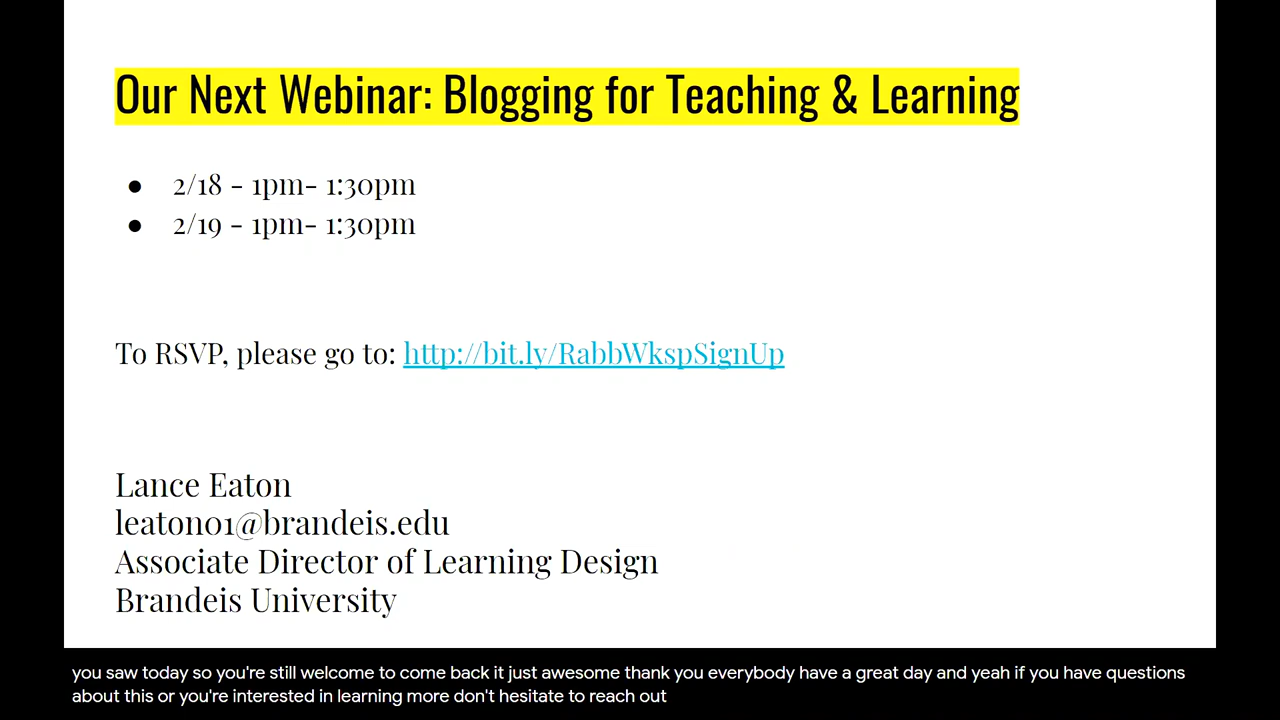 Our Next Webinar: Blogging for Teaching & Learning
● 2/18 - 1pm- 1:30pm
● 2/19 - 1pm- 1:30pm
To RSVP, please go to: http://bit.ly/RabbWkspSignUp
Lance Eaton
leaton01@brandeis.edu
Associate Director of Learning Design
Brandeis University
you saw today so you're still welcome to come back it just awesome thank you everybody have a great day and yeah if you have questions
about this or you're interested in learning more don't hesitate to reach out